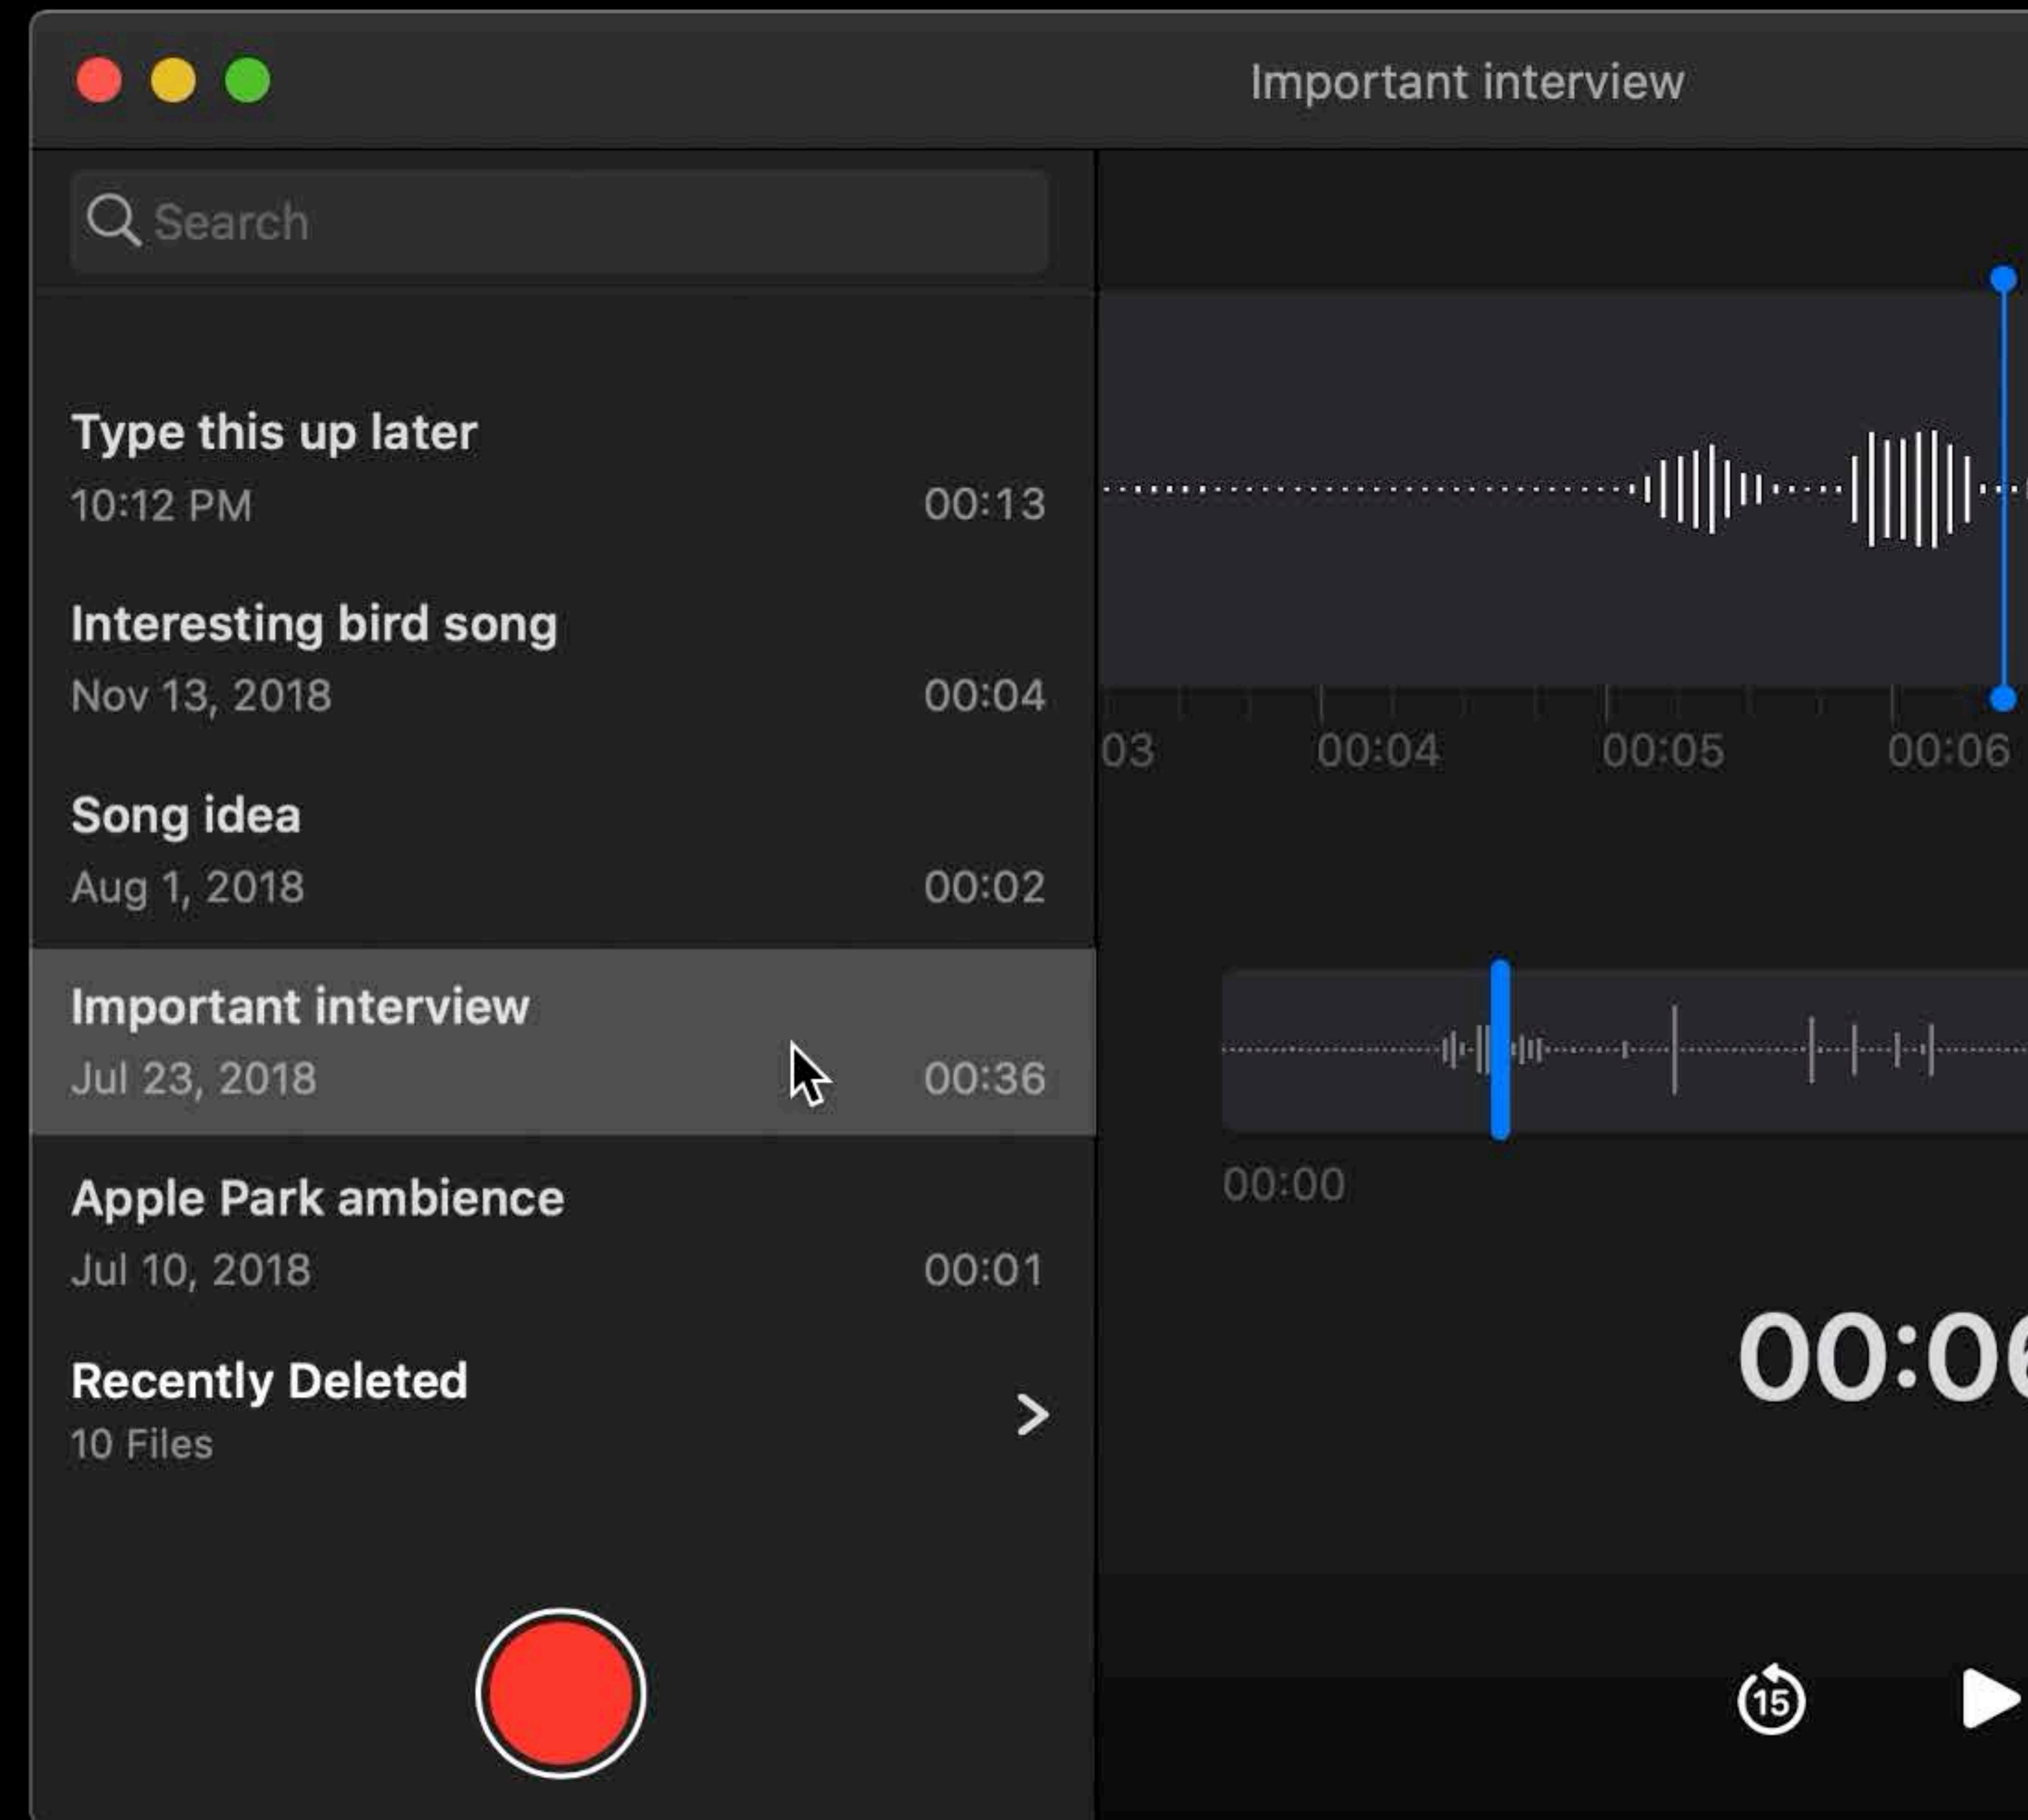 Important interview
Search
Type this up later
10:12 PM 00:13
Interesting bird song
Nov 13, 2018 00:04
Song idea
Aug 1, 2018 00:02
Important interview
Jul 23, 2018 00:36
Apple Park ambience
Jul 10, 2018 00:01
Recently Deleted
10 Files
03 00:04 00:05 00:06
00:00
00:06
15